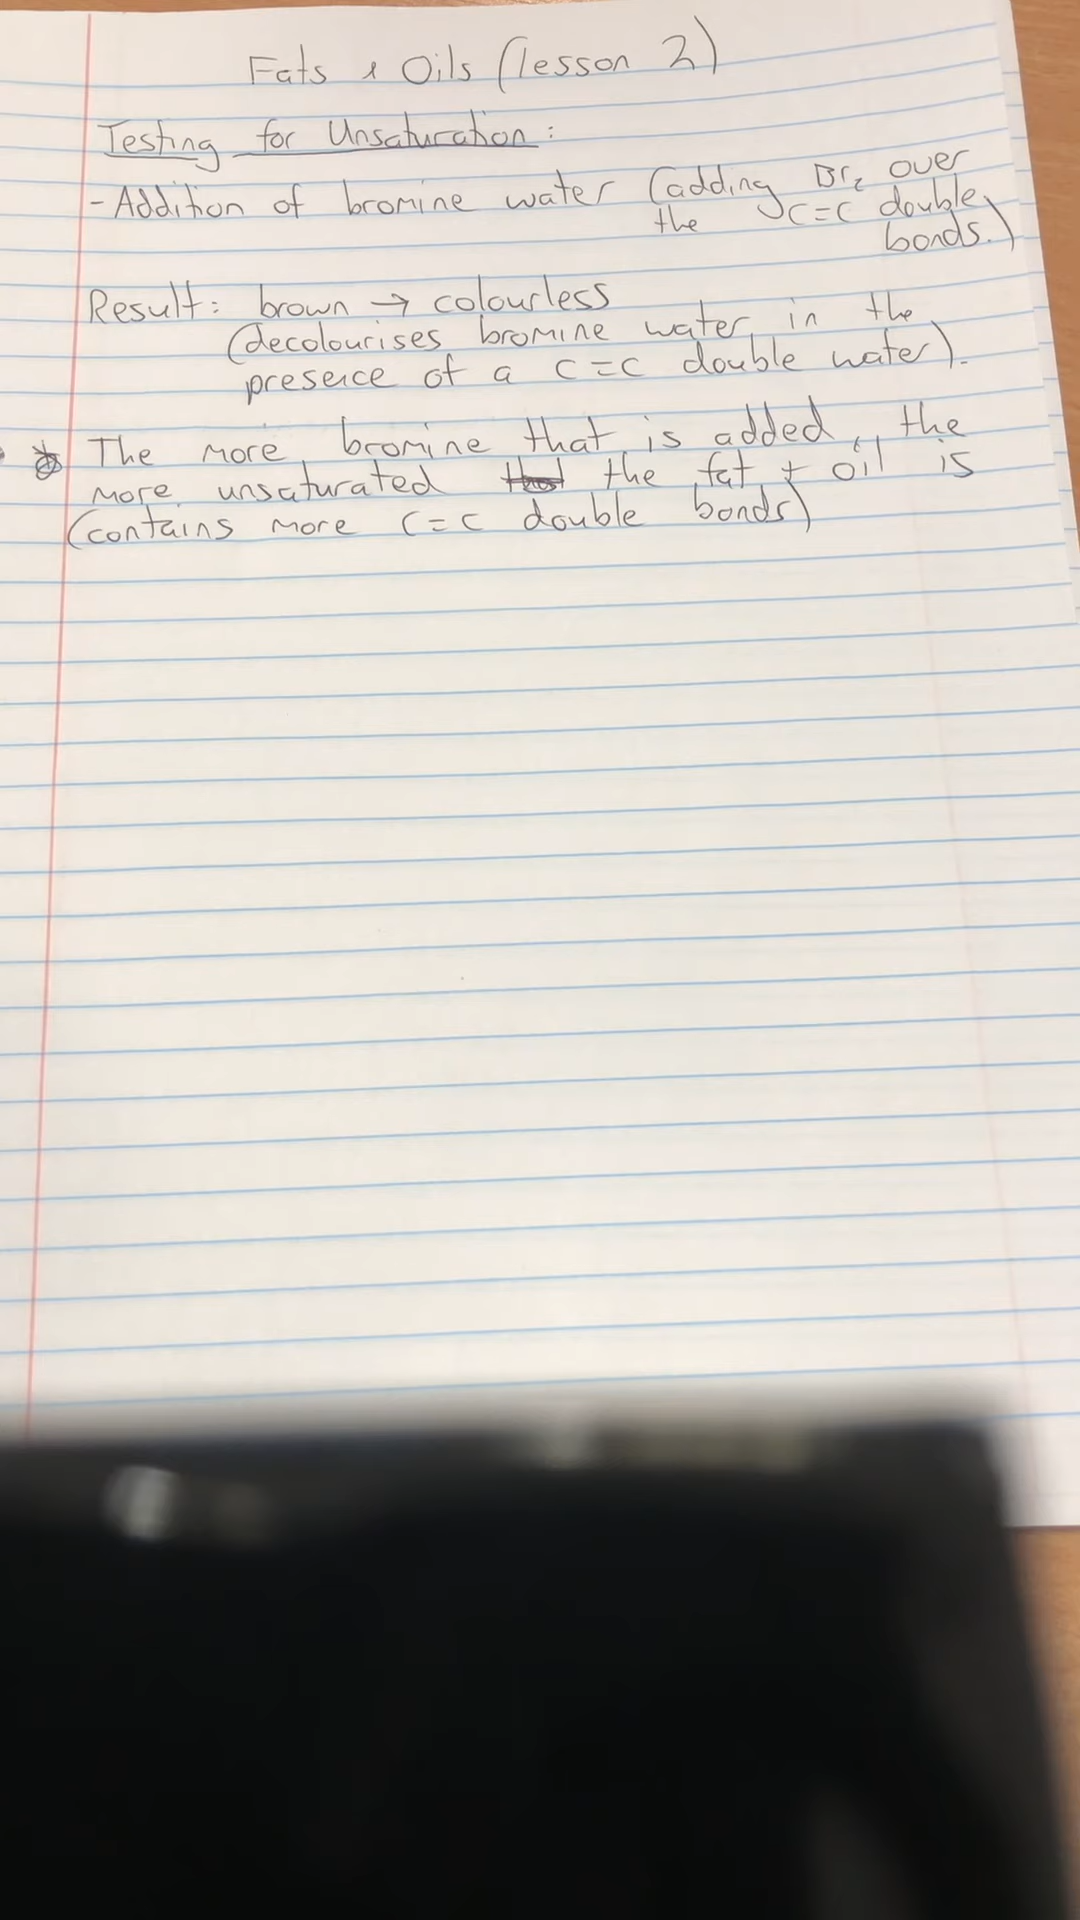 Fats & Oils (lesson 2)
Testing for Unsaturation:
- Addition of bromine water (adding Br₂ over
the C=C double
bonds.)
Result: brown → colourless
(decolourises bromine water in the
presence of a C=C double water).
* The more bromine that is added, the
more unsaturated the fat + oil is
(contains more C=C double bonds)